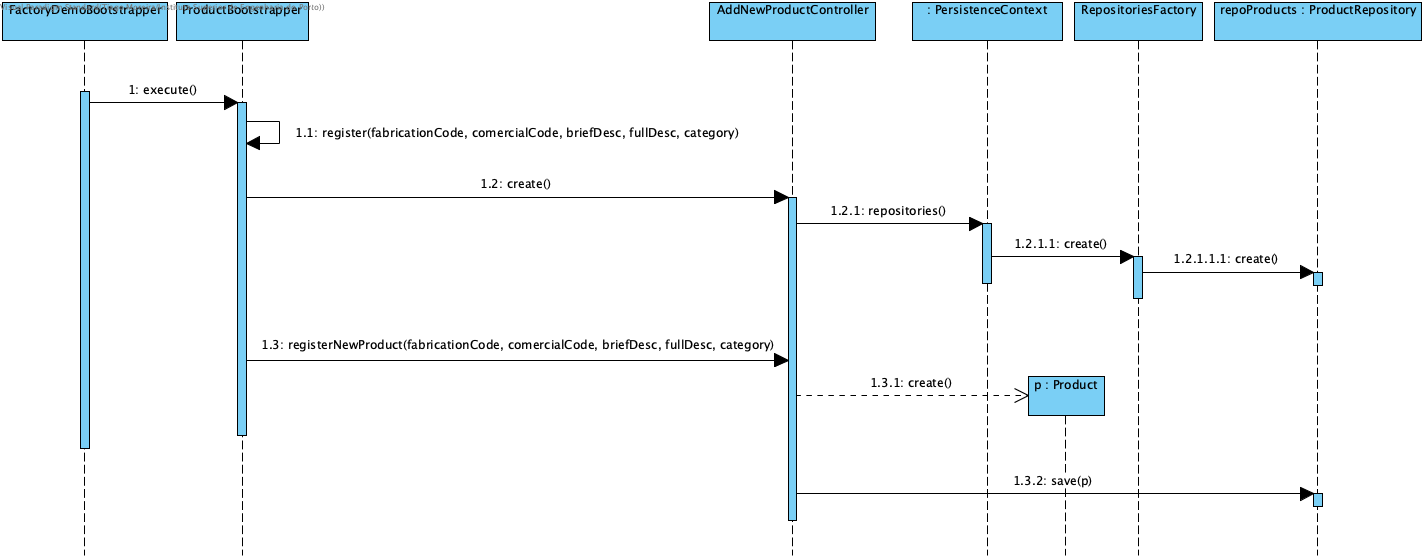 FactoryDemoBootstrapper
ProductBootstrapper
AddNewProductController
: PersistenceContext
RepositoriesFactory
repoProducts : ProductRepository
1: execute()
1.1: register(fabricationCode, comercialCode, briefDesc, fullDesc, category)
1.2: create()
1.2.1: repositories()
1.2.1.1: create()
1.2.1.1.1: create()
1.3: registerNewProduct(fabricationCode, comercialCode, briefDesc, fullDesc, category)
1.3.1: create()
p : Product
1.3.2: save(p)